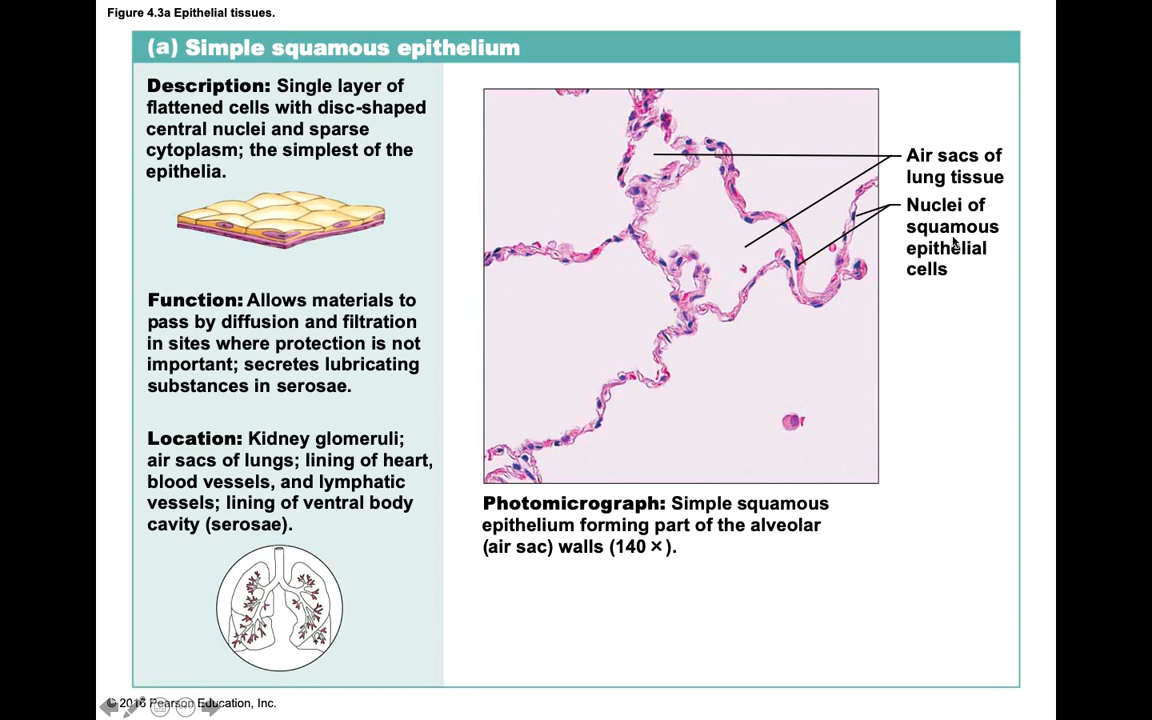 Figure 4.3a Epithelial tissues.
(a) Simple squamous epithelium
Description: Single layer of
flattened cells with disc-shaped
central nuclei and sparse
cytoplasm; the simplest of the
epithelia.
Function: Allows materials to
pass by diffusion and filtration
in sites where protection is not
important; secretes lubricating
substances in serosae.
Location: Kidney glomeruli;
air sacs of lungs; lining of heart,
blood vessels, and lymphatic
vessels; lining of ventral body
cavity (serosae).
Air sacs of
lung tissue
Nuclei of
squamous
epithelial
cells
Photomicrograph: Simple squamous
epithelium forming part of the alveolar
(air sac) walls (140 ×).
© 2016 Pearson Education, Inc.